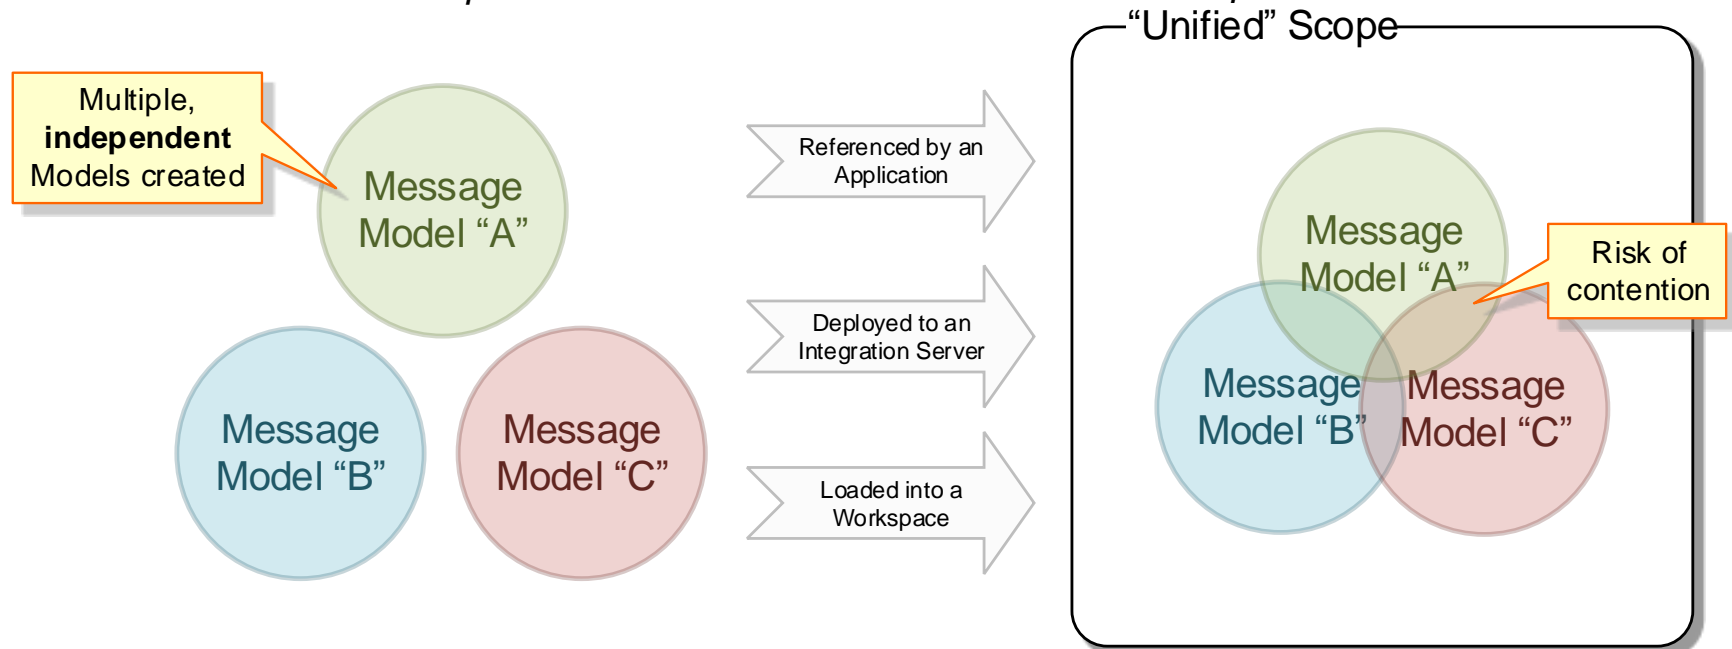 “Unified” Scope
Multiple,
independent
Models created
Message
Model “A”
Message
Model “B”
Message
Model “C”
Referenced by an
Application
Deployed to an
Integration Server
Loaded into a
Workspace
Message
Model “A”
Risk of
contention
Message
Model “B”
Message
Model “C”